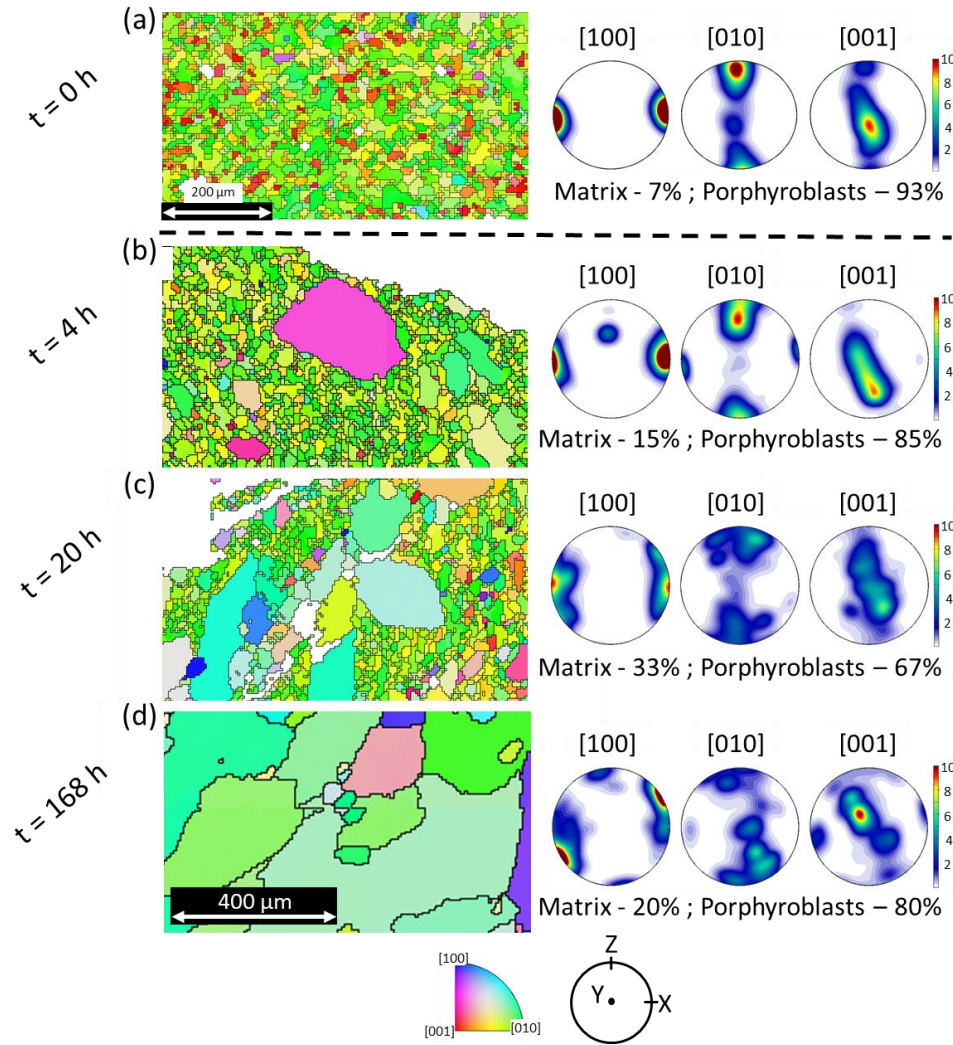 (a)
t = 0 h
200 µm
[100] [010] [001]
10
8
6
4
2
Matrix - 7% ; Porphyroblasts – 93%
(b)
t = 4 h
[100] [010] [001]
10
8
6
4
2
Matrix - 15% ; Porphyroblasts – 85%
(c)
t = 20 h
[100] [010] [001]
10
8
6
4
2
Matrix - 33% ; Porphyroblasts – 67%
(d)
t = 168 h
400 µm
[100] [010] [001]
10
8
6
4
2
Matrix - 20% ; Porphyroblasts – 80%
[100]
[001] [010]
Z
Y X